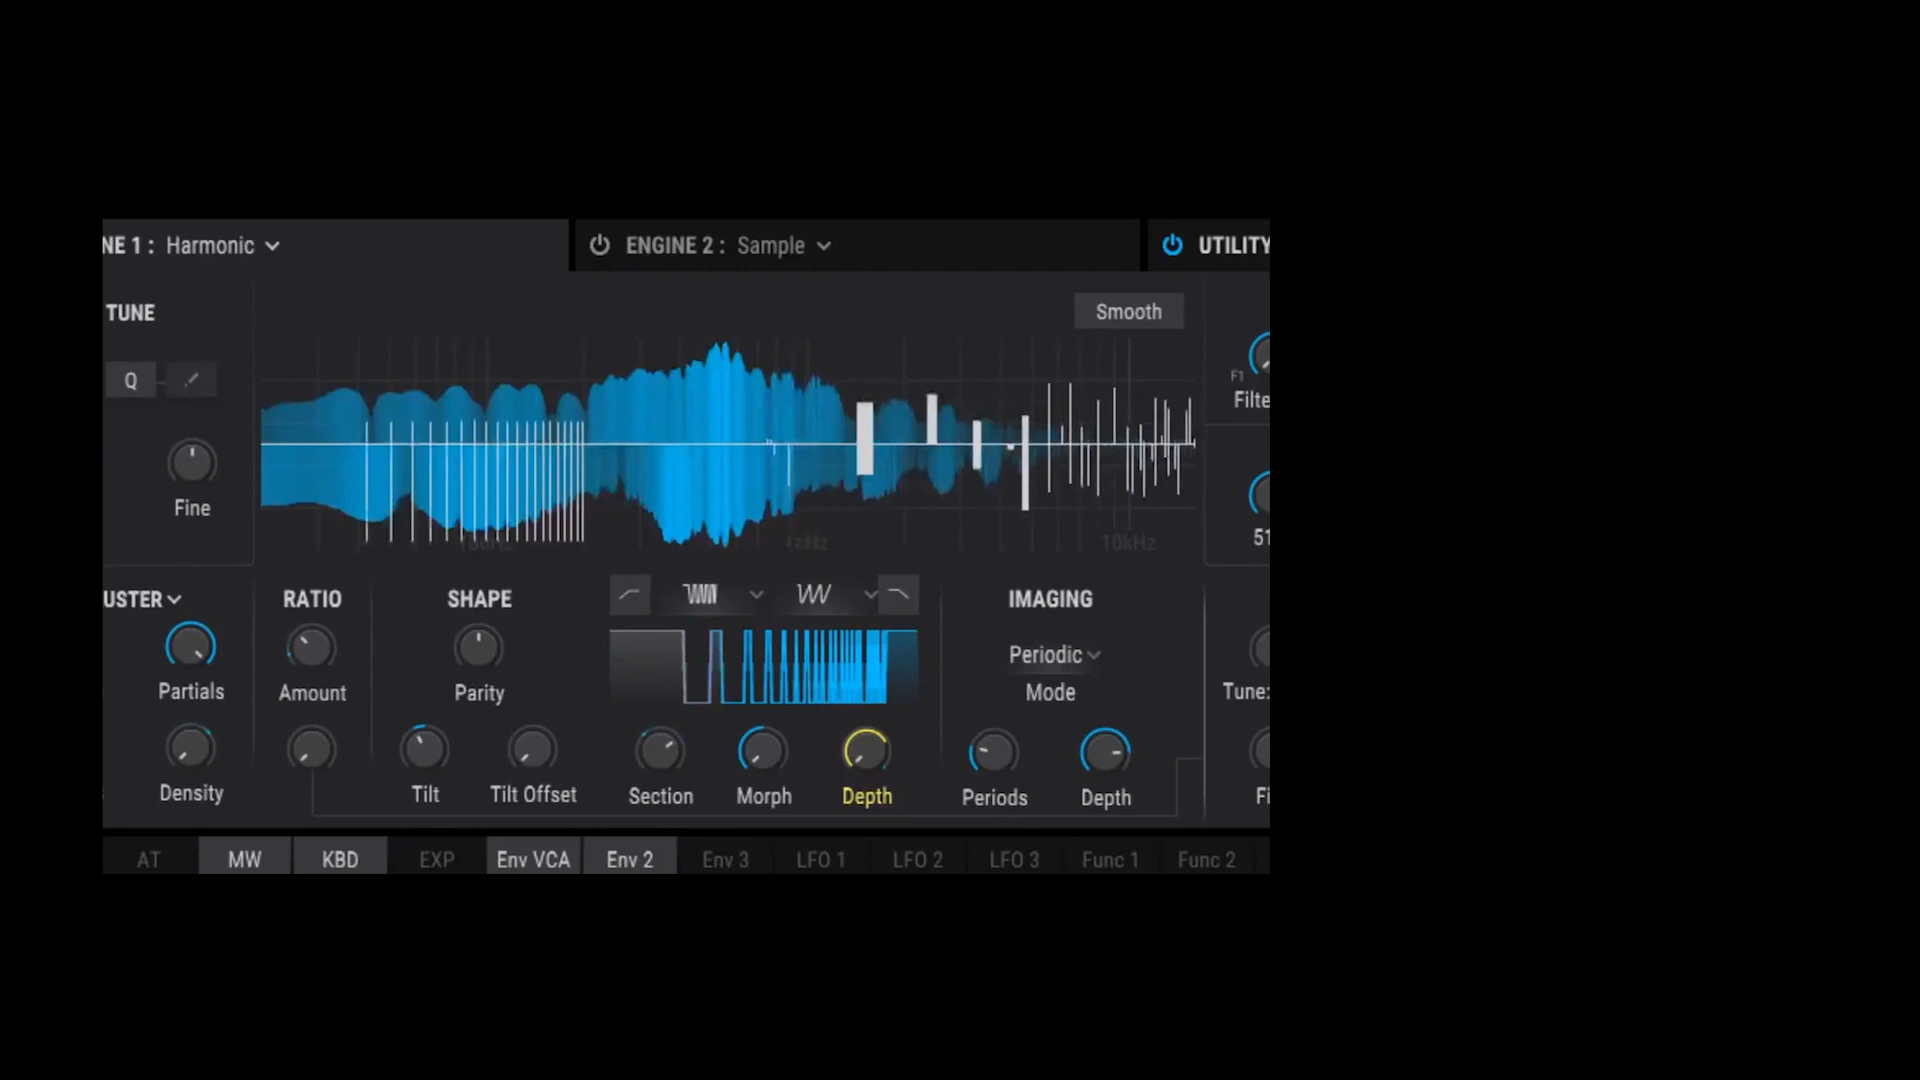 NE 1 : Harmonic
ENGINE 2 : Sample
UTILITY
TUNE
Smooth
Q
F1
Filte
Fine
51
10kHz
USTER
RATIO
SHAPE
IMAGING
Periodic
Partials
Amount
Parity
Mode
Tune:
Density
Tilt
Tilt Offset
Section
Morph
Depth
Periods
Depth
Fi
AT
MW
KBD
EXP
Env VCA
Env 2
Env 3
LFO 1
LFO 2
LFO 3
Func 1
Func 2